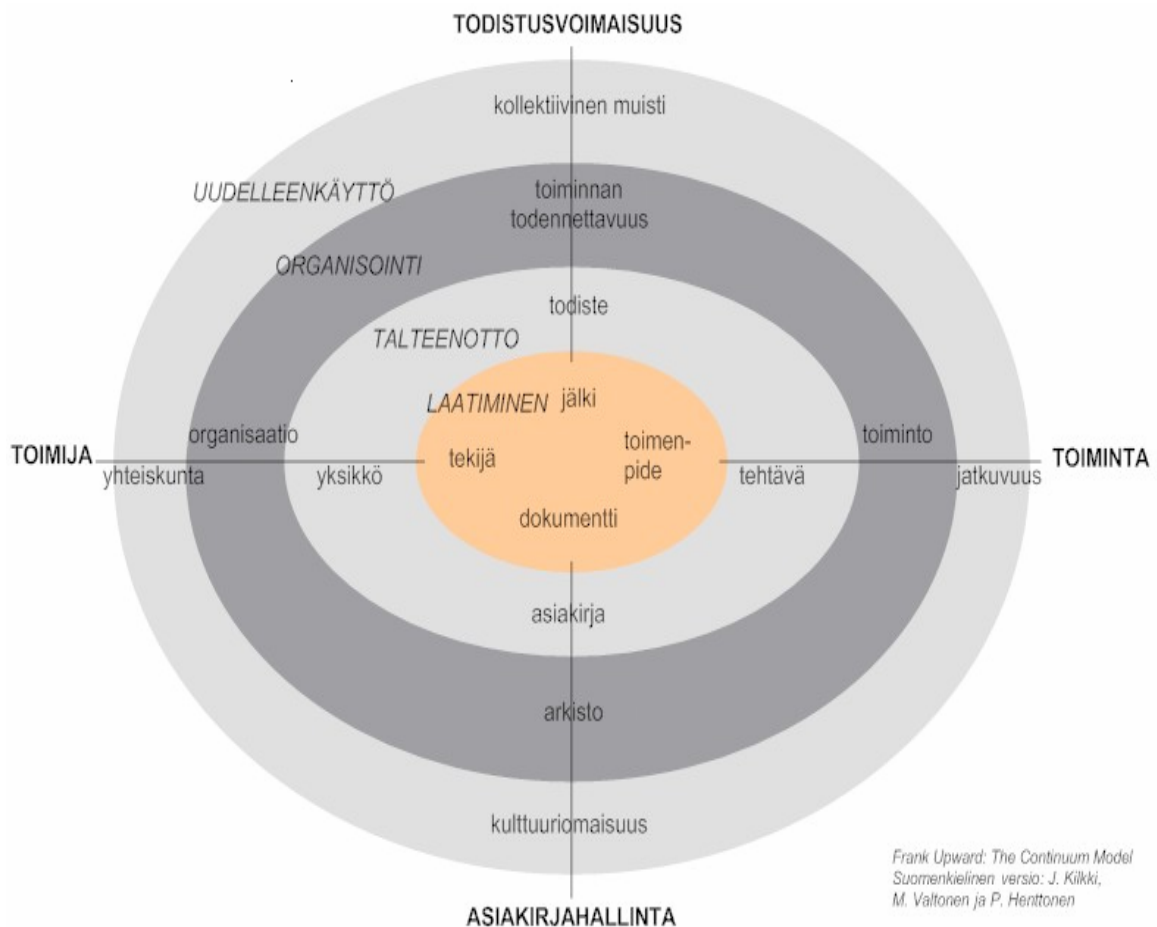 TODISTUSVOIMAISUUS
kollektiivinen muisti
UUDELLEENKÄYTTÖ
toiminnan
todennettavuus
ORGANISOINTI
todiste
TALTEENOTTO
LAATIMINEN
jälki
TOIMIJA
yhteiskunta
organisaatio
yksikkö
tekijä
toimen-
pide
tehtävä
toiminto
jatkuvuus
TOIMINTA
dokumentti
asiakirja
arkisto
kulttuuriomaisuus
ASIAKIRJAHALLINTA
Frank Upward: The Continuum Model
Suomenkielinen versio: J. Kilkki,
M. Valtonen ja P. Henttonen